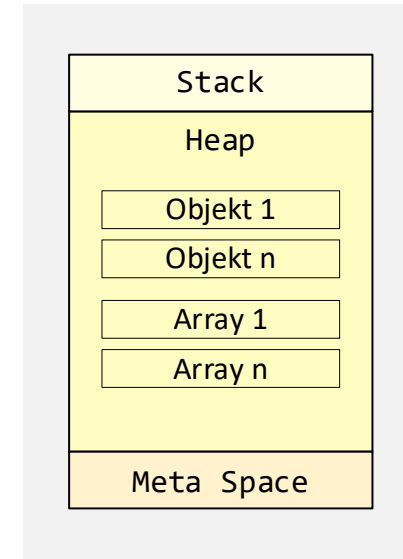 Stack
Heap
Objekt 1
Objekt n
Array 1
Array n
Meta Space